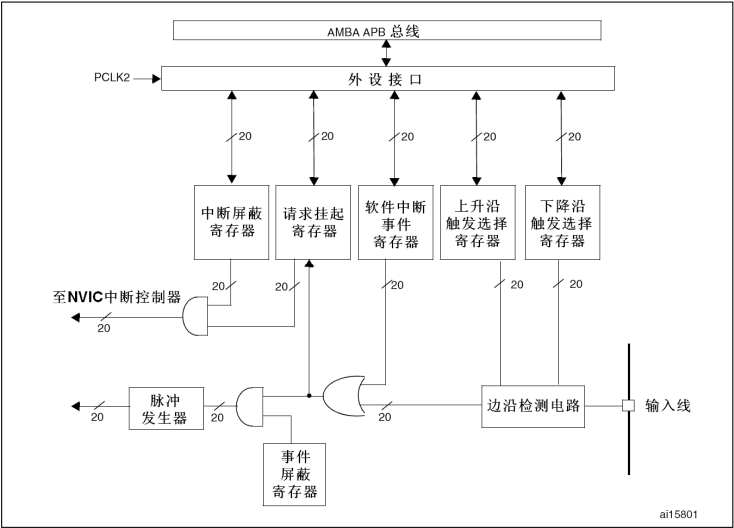 AMBA APB 总线
PCLK2
外设接口
20
20
20
20
20
中断屏蔽
寄存器
请求挂起
寄存器
软件中断
事件
寄存器
上升沿
触发选择
寄存器
下降沿
触发选择
寄存器
至NVIC中断控制器
20
20
20
20
20
20
20
脉冲
发生器
20
20
边沿检测电路
输入线
事件
屏蔽
寄存器
ai15801